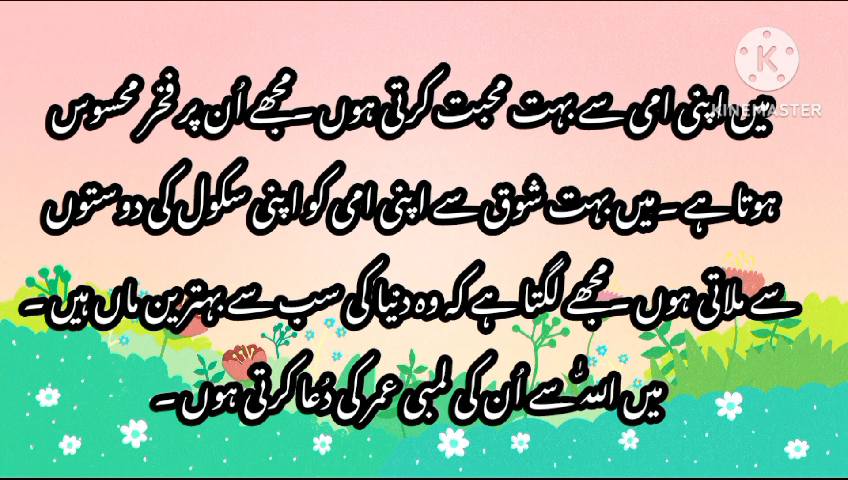 KINEMASTER
میں اپنی امی سے بہت محبت کرتی ہوں ۔ مجھے اُن پر فخر محسوس
ہوتا ہے ۔ میں بہت شوق سے اپنی امی کو اپنی سکول کی دوستوں
سے ملاتی ہوں ۔ مجھے لگتا ہے کہ وہ دنیا کی سب سے بہترین ماں ہیں ۔
میں اللہ سے اُن کی لمبی عمر کی دُعا کرتی ہوں ۔